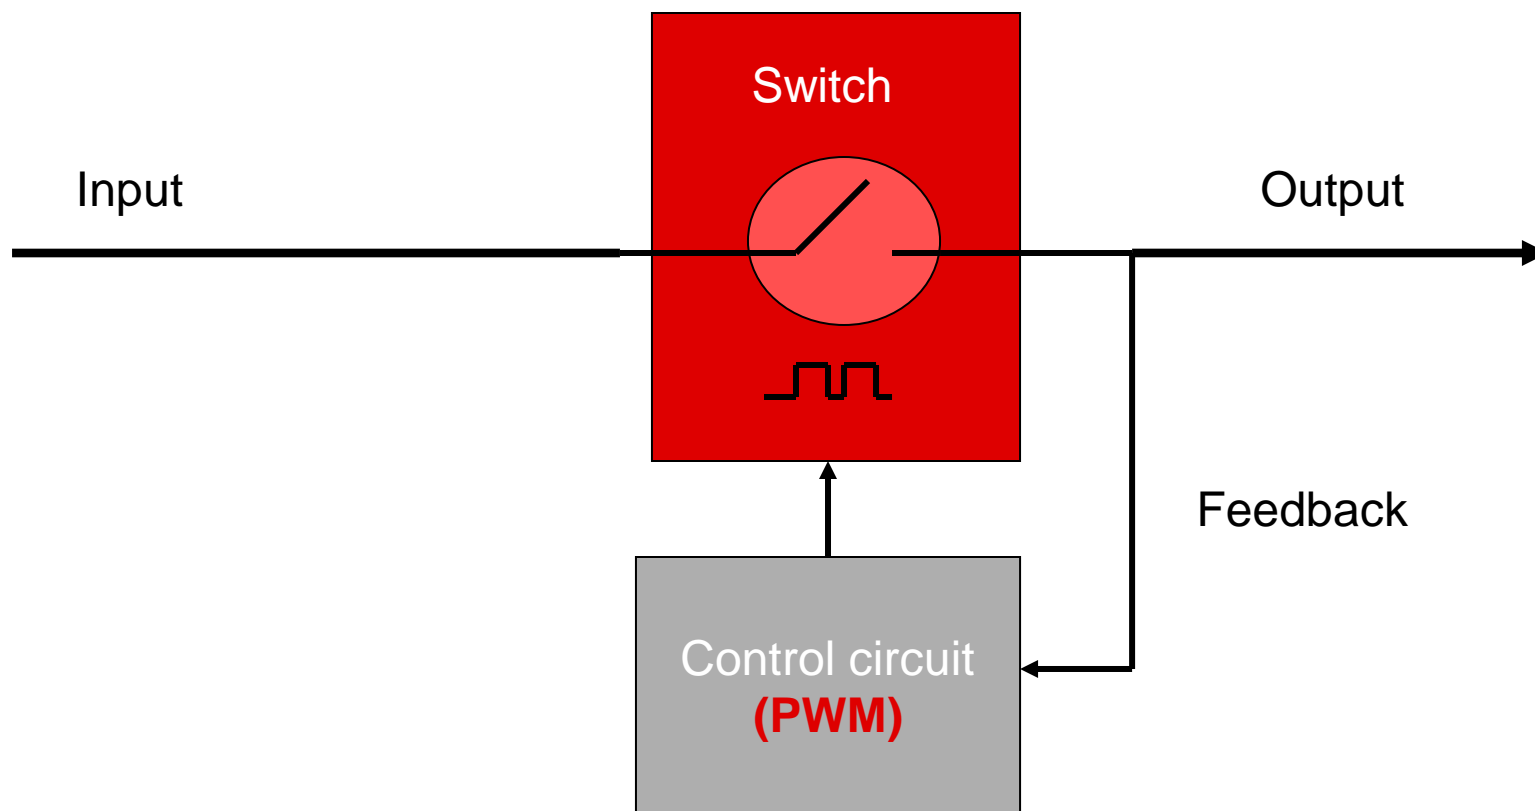 Switch
Input
Output
Feedback
Control circuit
(PWM)